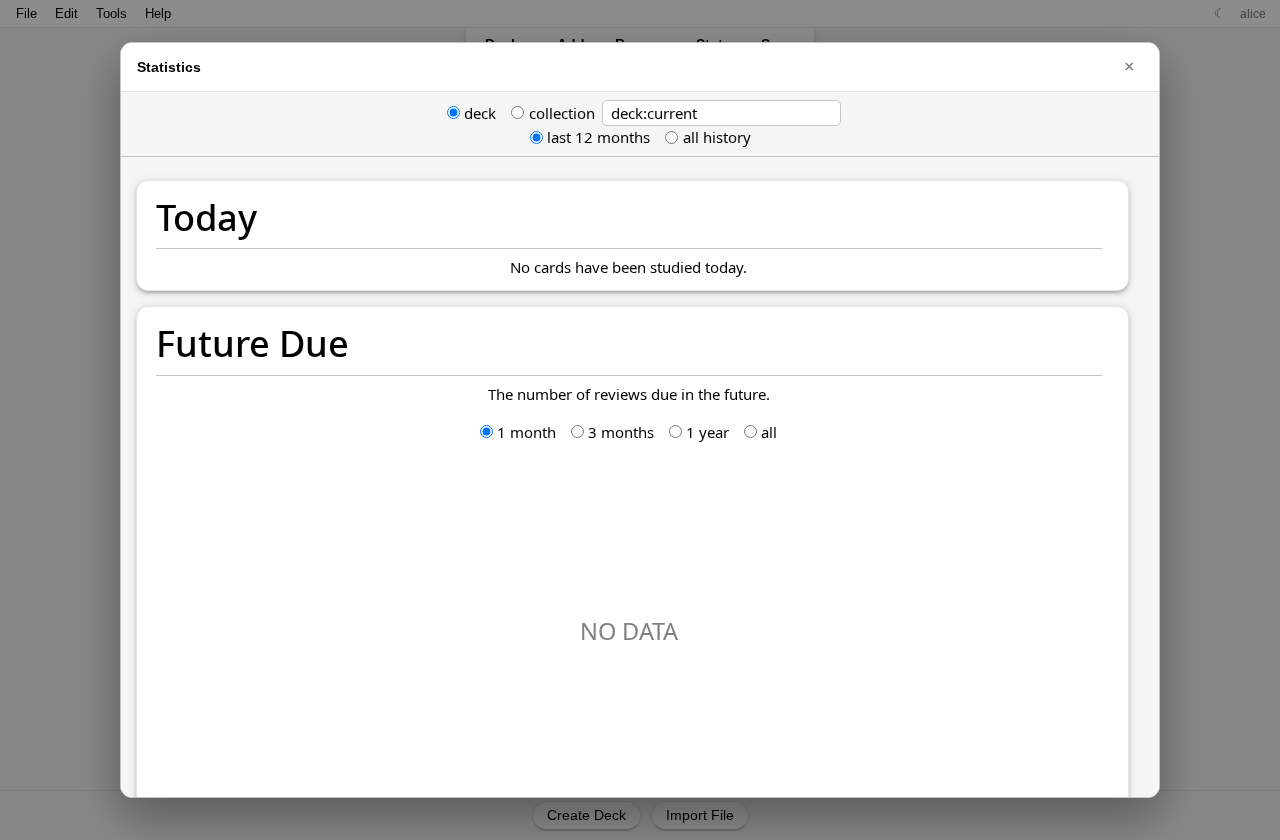 File Edit Tools Help ☾ alice
Statistics ×
deck collection deck:current
last 12 months all history
Today
No cards have been studied today.
Future Due
The number of reviews due in the future.
1 month 3 months 1 year all
NO DATA
Create Deck Import File